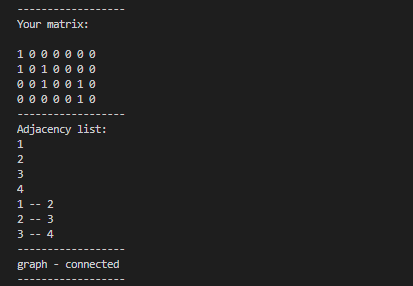 ------------------
Your matrix:
1 0 0 0 0 0 0
1 0 1 0 0 0 0
0 0 1 0 0 1 0
0 0 0 0 0 1 0
------------------
Adjacency list:
1
2
3
4
1 -- 2
2 -- 3
3 -- 4
------------------
graph - connected
------------------